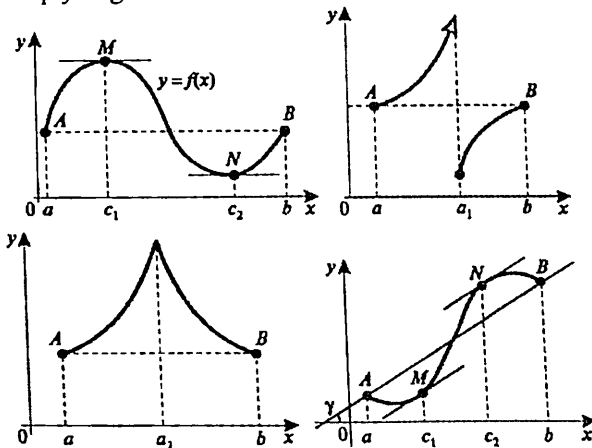 y M y=f(x) A B N 0 a c₁ c₂ b x
y A B 0 a a₁ b x
y A B 0 a a₁ b x
y N B A M γ 0 a c₁ c₂ b x